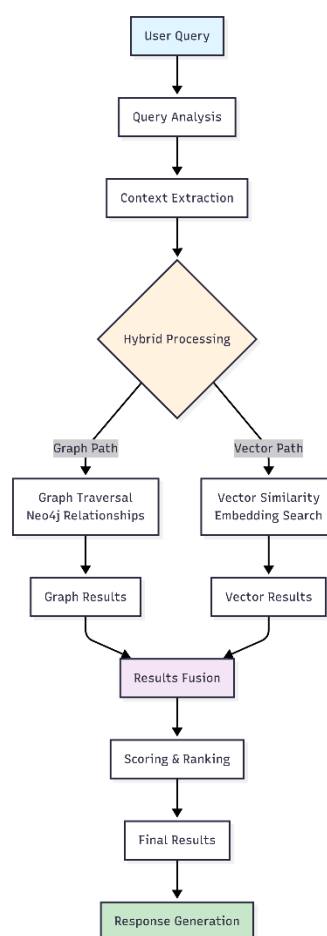 User Query
Query Analysis
Context Extraction
Hybrid Processing
Graph Path
Vector Path
Graph Traversal
Neo4j Relationships
Vector Similarity
Embedding Search
Graph Results
Vector Results
Results Fusion
Scoring & Ranking
Final Results
Response Generation